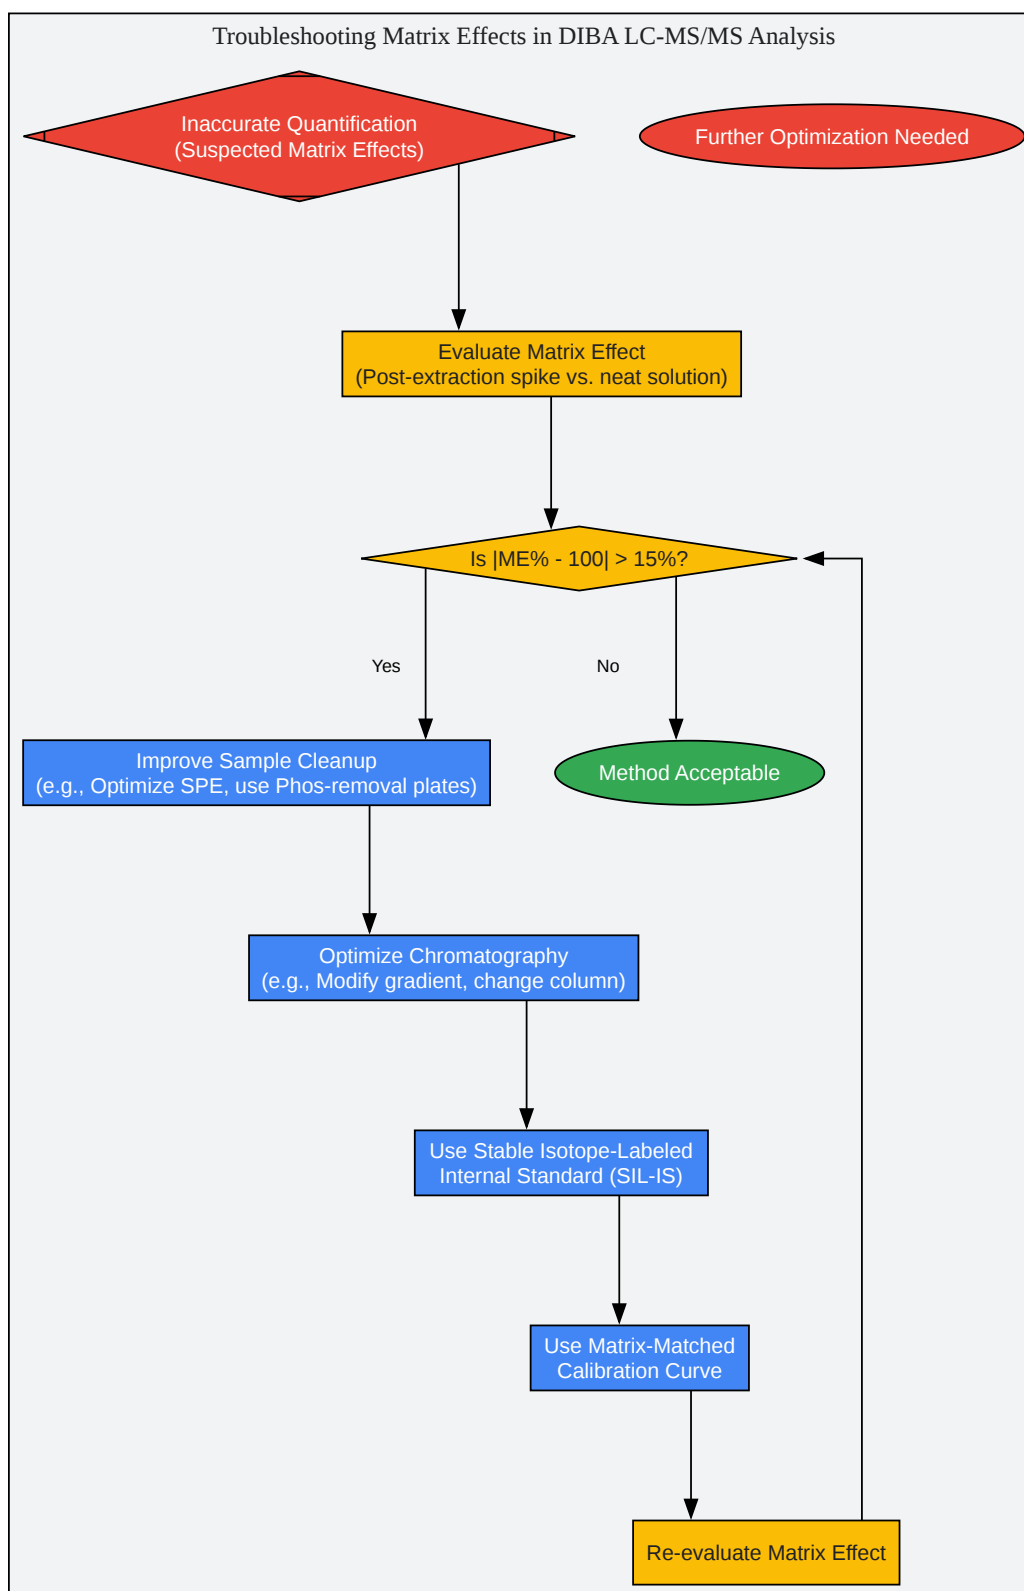 Troubleshooting Matrix Effects in DIBA LC-MS/MS Analysis
Inaccurate Quantification
(Suspected Matrix Effects)
Further Optimization Needed
Evaluate Matrix Effect
(Post-extraction spike vs. neat solution)
Is |ME% - 100| > 15%?
Yes
No
Improve Sample Cleanup
(e.g., Optimize SPE, use Phos-removal plates)
Method Acceptable
Optimize Chromatography
(e.g., Modify gradient, change column)
Use Stable Isotope-Labeled
Internal Standard (SIL-IS)
Use Matrix-Matched
Calibration Curve
Re-evaluate Matrix Effect